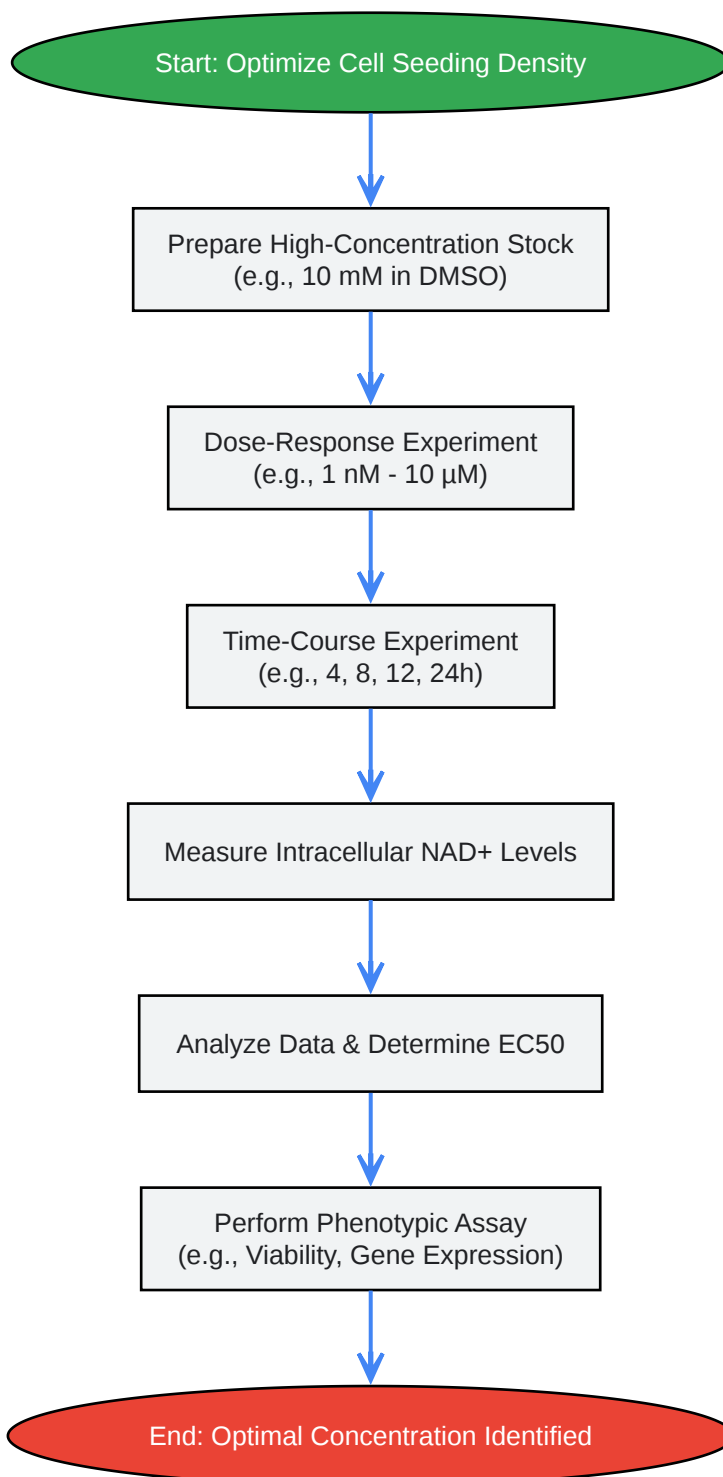 Start: Optimize Cell Seeding Density
Prepare High-Concentration Stock
(e.g., 10 mM in DMSO)
Dose-Response Experiment
(e.g., 1 nM - 10 µM)
Time-Course Experiment
(e.g., 4, 8, 12, 24h)
Measure Intracellular NAD+ Levels
Analyze Data & Determine EC50
Perform Phenotypic Assay
(e.g., Viability, Gene Expression)
End: Optimal Concentration Identified